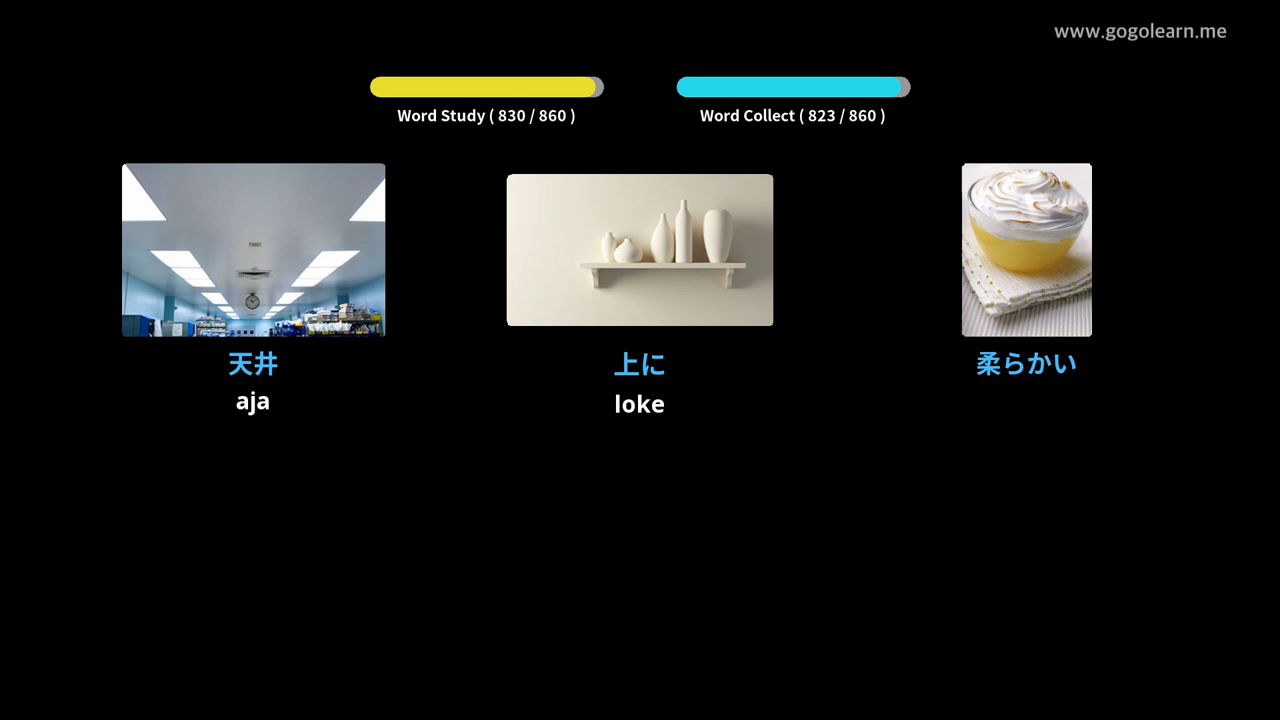 www.gogolearn.me
Word Study ( 830 / 860 )
Word Collect ( 823 / 860 )
天井
aja
上に
loke
柔らかい